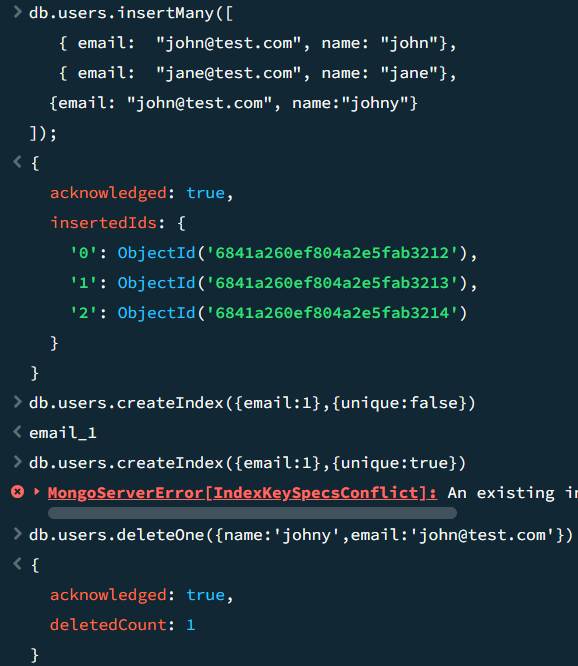 db.users.insertMany([
{ email:  "john@test.com", name: "john"},
{ email:  "jane@test.com", name: "jane"},
{email: "john@test.com", name:"johny"}
]);
{
acknowledged: true,
insertedIds: {
'0': ObjectId('6841a260ef804a2e5fab3212'),
'1': ObjectId('6841a260ef804a2e5fab3213'),
'2': ObjectId('6841a260ef804a2e5fab3214')
}
}
db.users.createIndex({email:1},{unique:false})
email_1
db.users.createIndex({email:1},{unique:true})
MongoServerError[IndexKeySpecsConflict]: An existing
db.users.deleteOne({name:'johny',email:'john@test.com'})
{
acknowledged: true,
deletedCount: 1
}